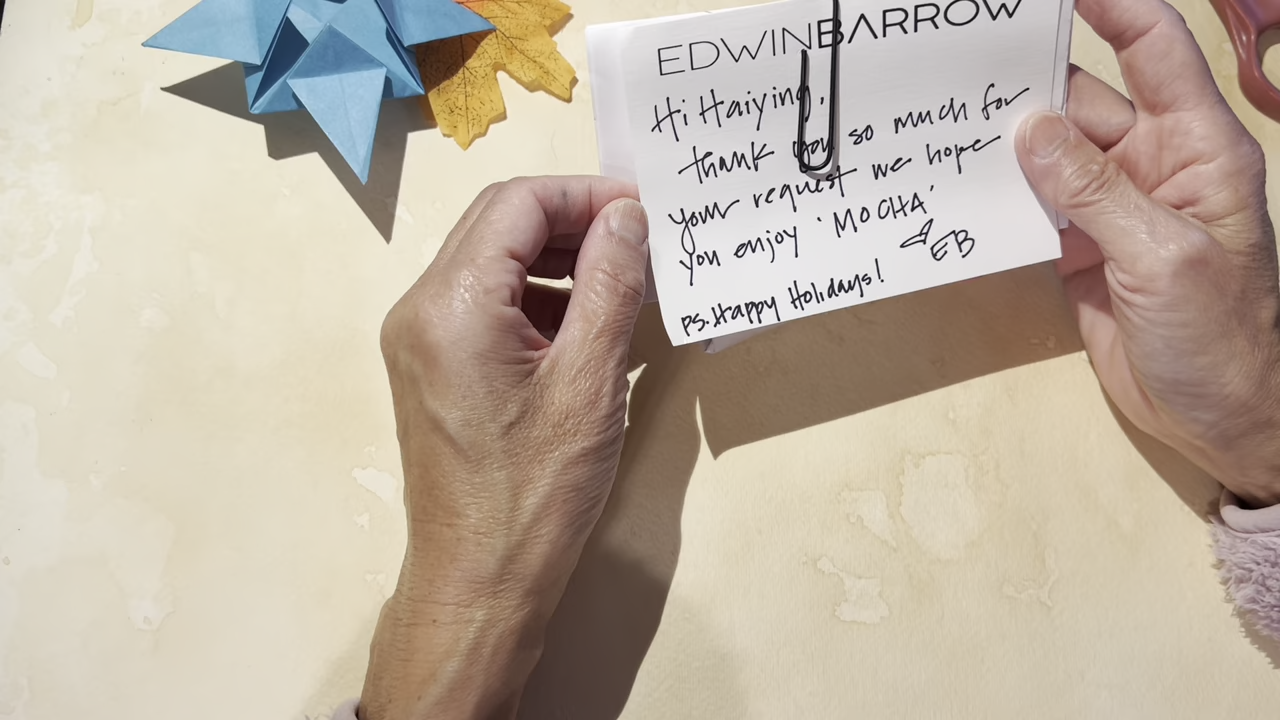 EDWINBARROW
Hi Haiying,
thank you so much for
your request we hope
you enjoy 'MOCHA'
EB
ps. Happy Holidays!